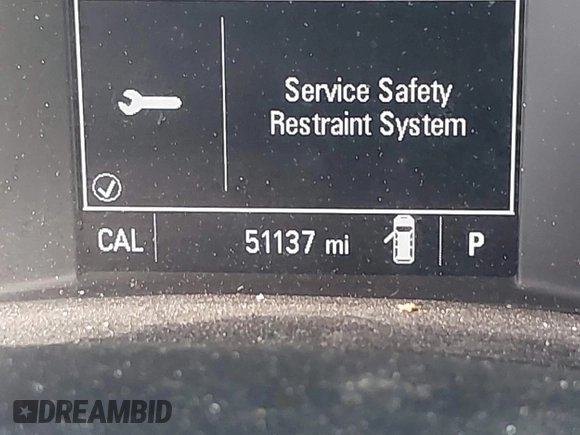 Service Safety
Restraint System
CAL 51137 mi P
DREAMBID